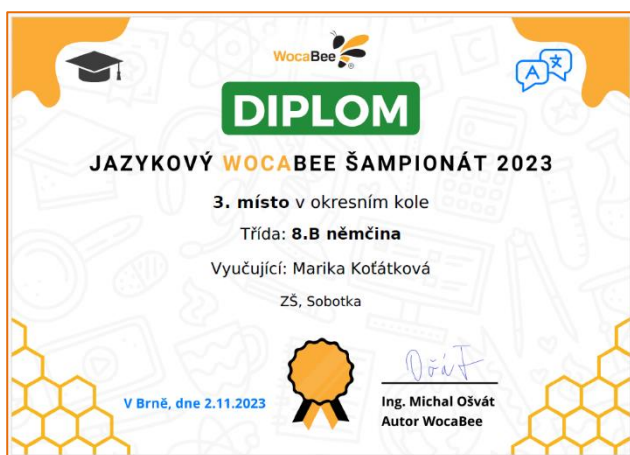 WocaBee
DIPLOM
JAZYKOVÝ WOCABEE ŠAMPIONÁT 2023
3. místo v okresním kole
Třída: 8.B němčina
Vyučující: Marika Koťátková
ZŠ, Sobotka
V Brně, dne 2.11.2023
Ing. Michal Ošvát
Autor WocaBee